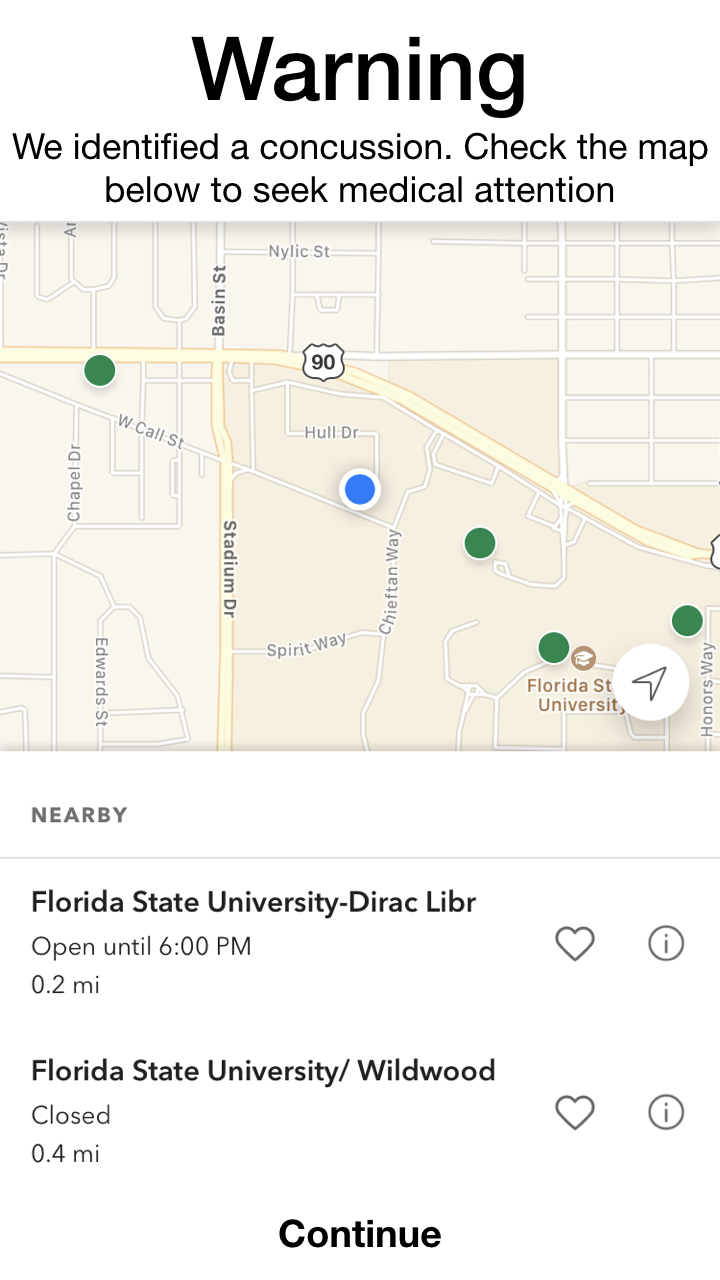 Warning
We identified a concussion. Check the map
below to seek medical attention
Nylic St
Basin St
90
W Call St
Hull Dr
Chapel Dr
Stadium Dr
Chieftan Way
Spirit Way
Edwards St
Florida St
University
Honors Way
NEARBY
Florida State University-Dirac Libr
Open until 6:00 PM
0.2 mi
Florida State University/ Wildwood
Closed
0.4 mi
Continue